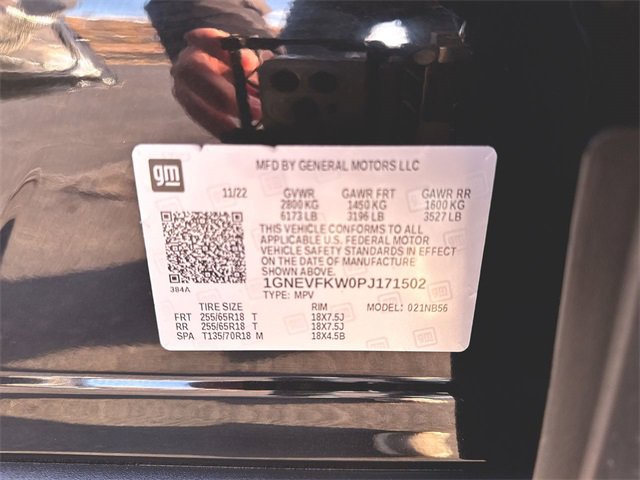 gm
MFD BY GENERAL MOTORS LLC
11/22 GVWR GAWR FRT GAWR RR
2800 KG 1450 KG 1600 KG
6173 LB 3196 LB 3527 LB
THIS VEHICLE CONFORMS TO ALL
APPLICABLE U.S. FEDERAL MOTOR
VEHICLE SAFETY STANDARDS IN EFFECT
ON THE DATE OF MANUFACTURE
SHOWN ABOVE.
384A
1GNEVFKW0PJ171502
TYPE: MPV
TIRE SIZE RIM MODEL: 021NB56
FRT 255/65R18 T 18X7.5J
RR 255/65R18 T 18X7.5J
SPA T135/70R18 M 18X4.5B